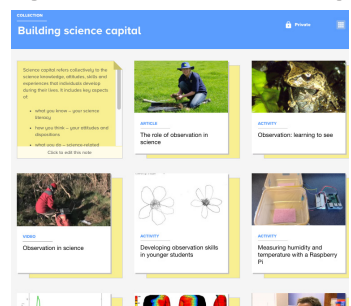 COLLECTION
Building science capital
Private
Science capital refers collectively to the
science knowledge, attitudes, skills and
experiences that individuals develop
during their lives. It includes key aspects
of:
• what you know – your science
literacy
• how you think – your attitudes and
dispositions
• what you do – science-related
Click to edit this note
ARTICLE
The role of observation in
science
ACTIVITY
Observation: learning to see
VIDEO
Observation in science
ACTIVITY
Developing observation skills
in younger students
ACTIVITY
Measuring humidity and
temperature with a Raspberry
Pi